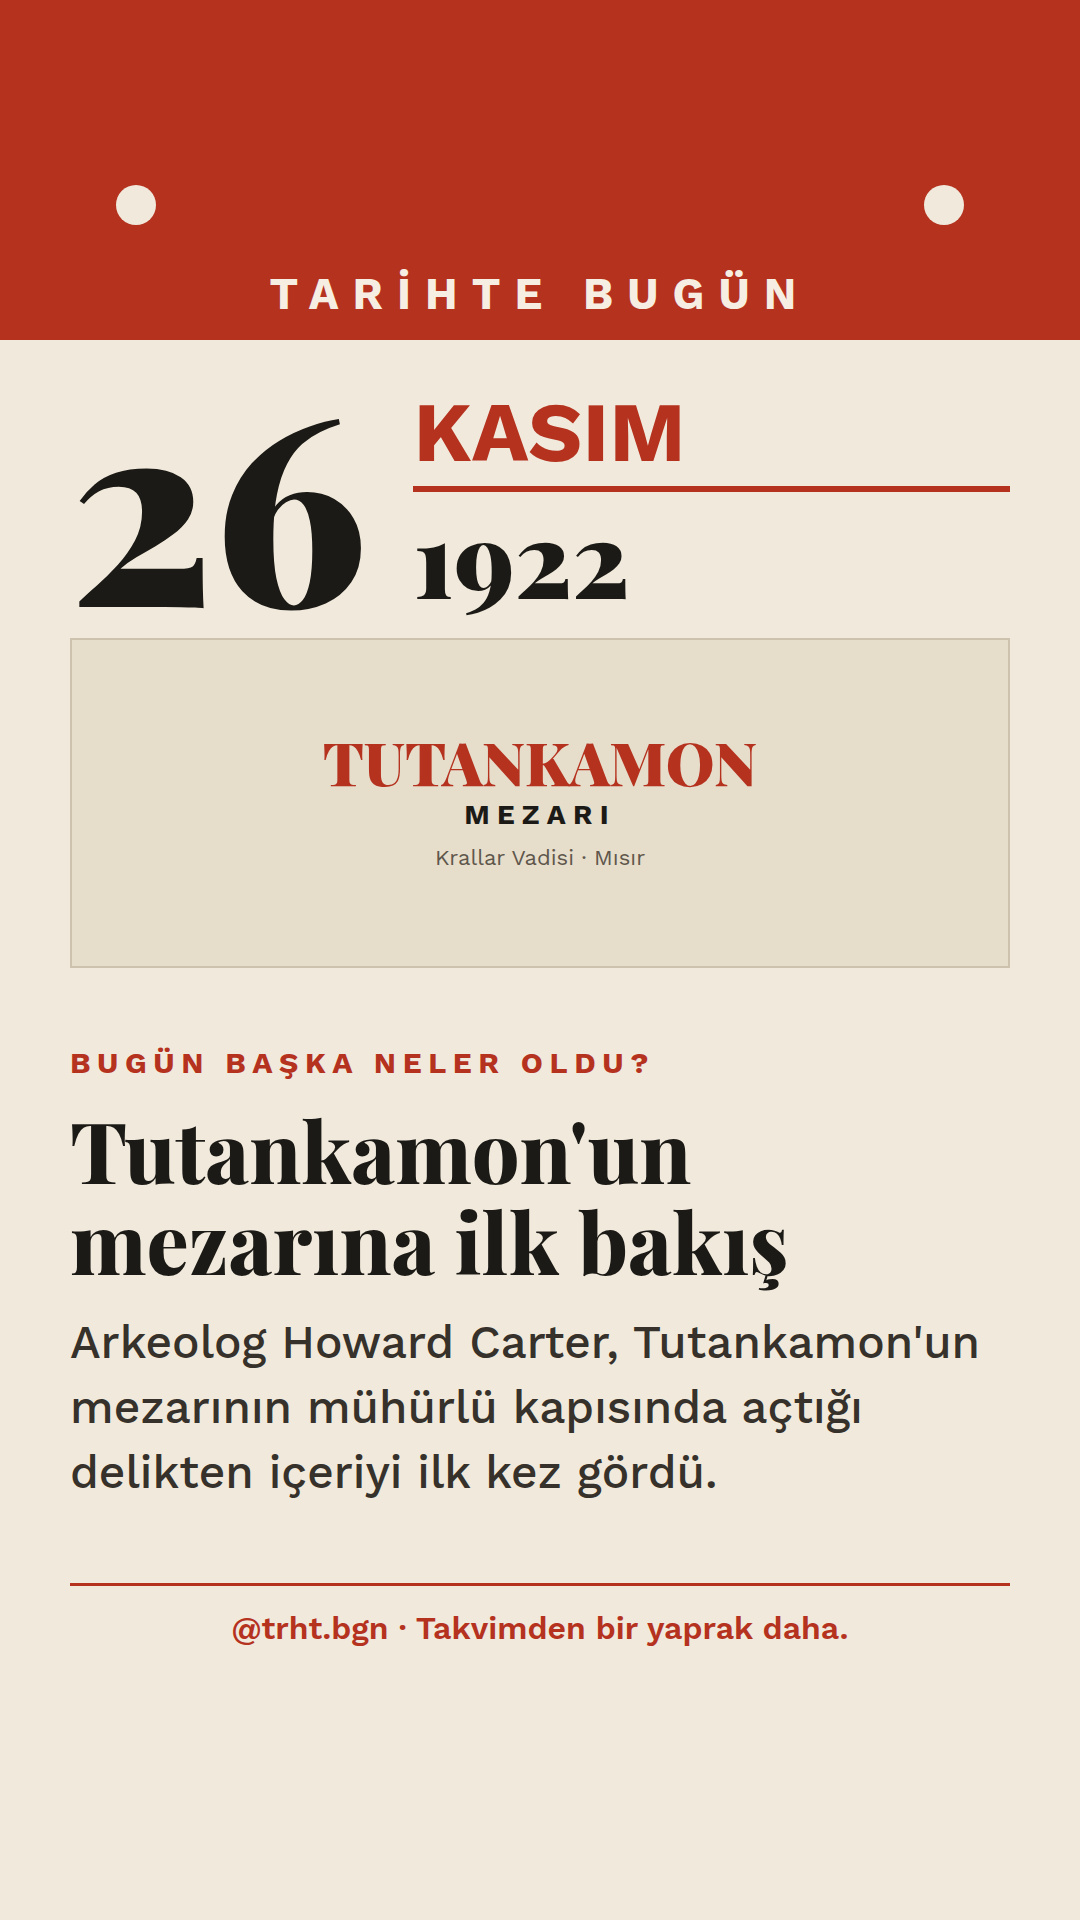 TARİHTE BUGÜN
26
KASIM
1922
TUTANKAMON
MEZARI
Krallar Vadisi · Mısır
BUGÜN BAŞKA NELER OLDU?
Tutankamon'un
mezarına ilk bakış
Arkeolog Howard Carter, Tutankamon'un
mezarının mühürlü kapısında açtığı
delikten içeriyi ilk kez gördü.
@trht.bgn · Takvimden bir yaprak daha.